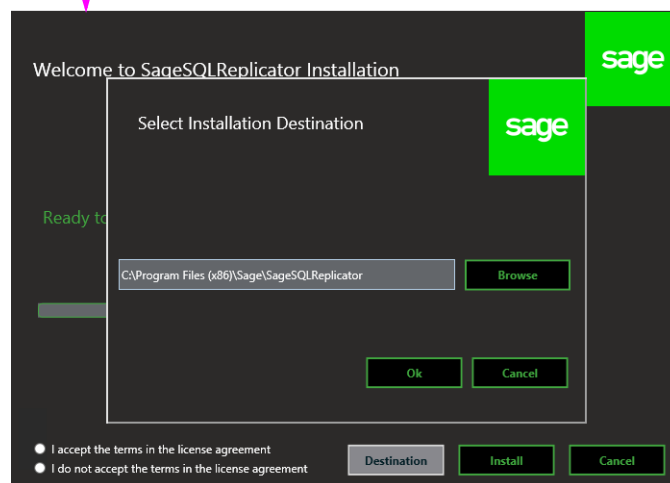 Welcome to SageSQLReplicator Installation
sage
Select Installation Destination
sage
Ready to
C:\Program Files (x86)\Sage\SageSQLReplicator
Browse
Ok
Cancel
I accept the terms in the license agreement
I do not accept the terms in the license agreement
Destination
Install
Cancel